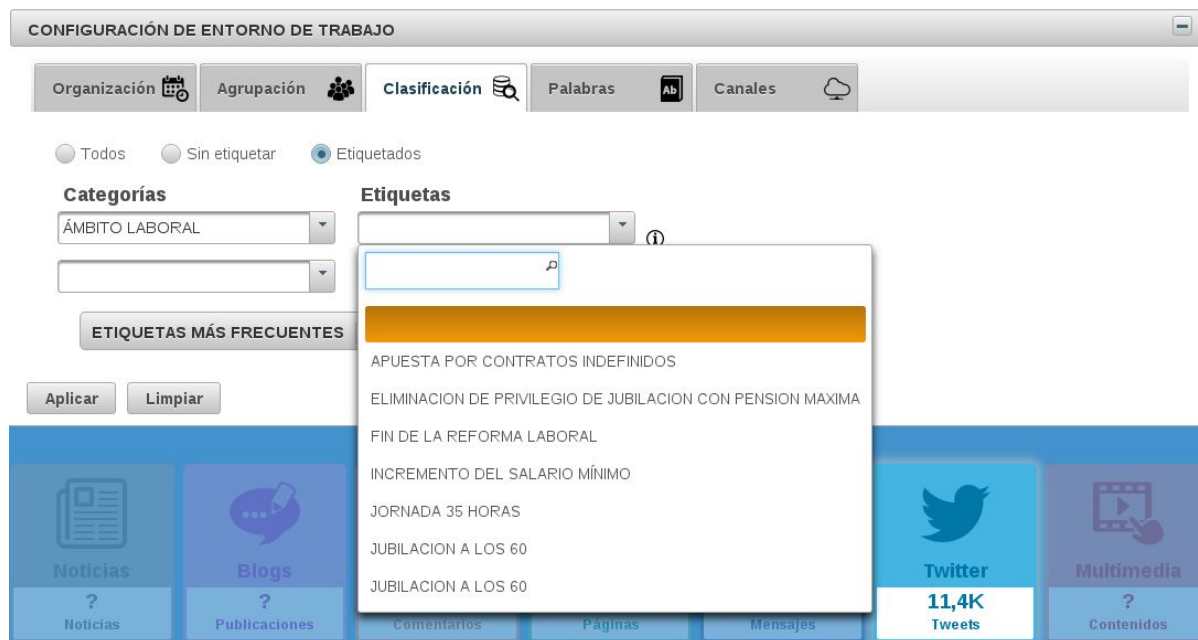 CONFIGURACIÓN DE ENTORNO DE TRABAJO
Organización Agrupación Clasificación Palabras Ab Canales
Todos Sin etiquetar Etiquetados
Categorías Etiquetas
ÁMBITO LABORAL
ETIQUETAS MÁS FRECUENTES
APUESTA POR CONTRATOS INDEFINIDOS
Aplicar Limpiar
ELIMINACION DE PRIVILEGIO DE JUBILACION CON PENSION MAXIMA
FIN DE LA REFORMA LABORAL
INCREMENTO DEL SALARIO MÍNIMO
JORNADA 35 HORAS
JUBILACION A LOS 60
JUBILACION A LOS 60
Noticias Blogs Twitter Multimedia
? ? 11,4K ?
Noticias Publicaciones Comentarios Páginas Mensajes Tweets Contenidos